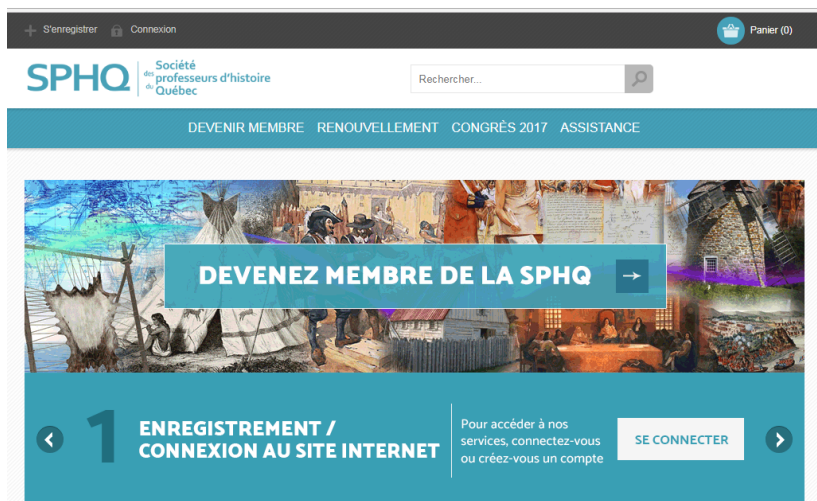 S'enregistrer Connexion Panier (0)
SPHQ des Société
professeurs d'histoire
du Québec
Rechercher...
DEVENIR MEMBRE RENOUVELLEMENT CONGRÈS 2017 ASSISTANCE
DEVENEZ MEMBRE DE LA SPHQ
1
ENREGISTREMENT /
CONNEXION AU SITE INTERNET
Pour accéder à nos
services, connectez-vous
ou créez-vous un compte
SE CONNECTER